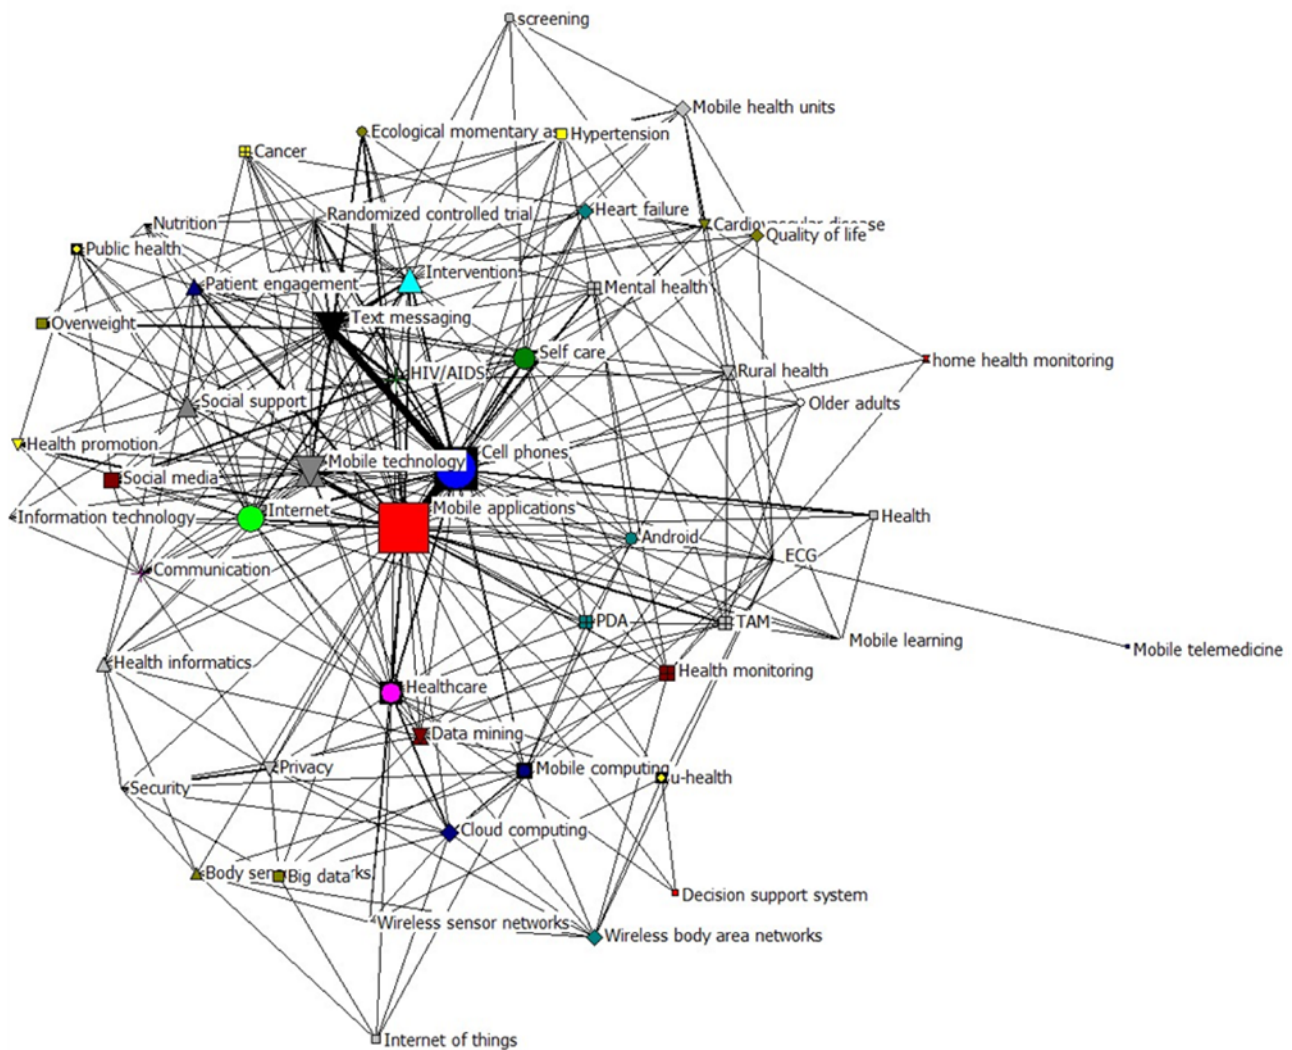 screening
Mobile health units
Ecological momentary as
Hypertension
Cancer
Heart failure
Randomized controlled trial
Nutrition
Cardiovascular disease
Quality of life
Public health
Intervention
Patient engagement
Mental health
Text messaging
Overweight
Self care
home health monitoring
HIV/AIDS
Rural health
Social support
Older adults
Health promotion
Cell phones
Mobile technology
Social media
Mobile applications
Internet
Information technology
Health
Android
ECG
Communication
PDA
TAM
Mobile learning
Mobile telemedicine
Health informatics
Health monitoring
Healthcare
Data mining
Privacy
Mobile computing
u-health
Security
Cloud computing
Body sen
ks
Big data
Decision support system
Wireless sensor networks
Wireless body area networks
Internet of things